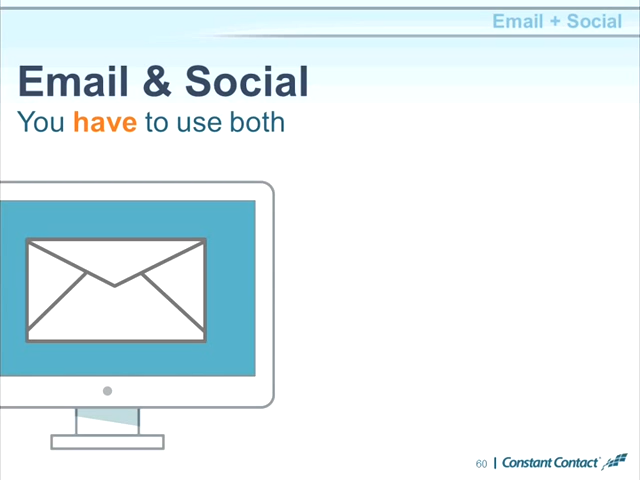 Email + Social
Email & Social
You have to use both
60 | Constant Contact